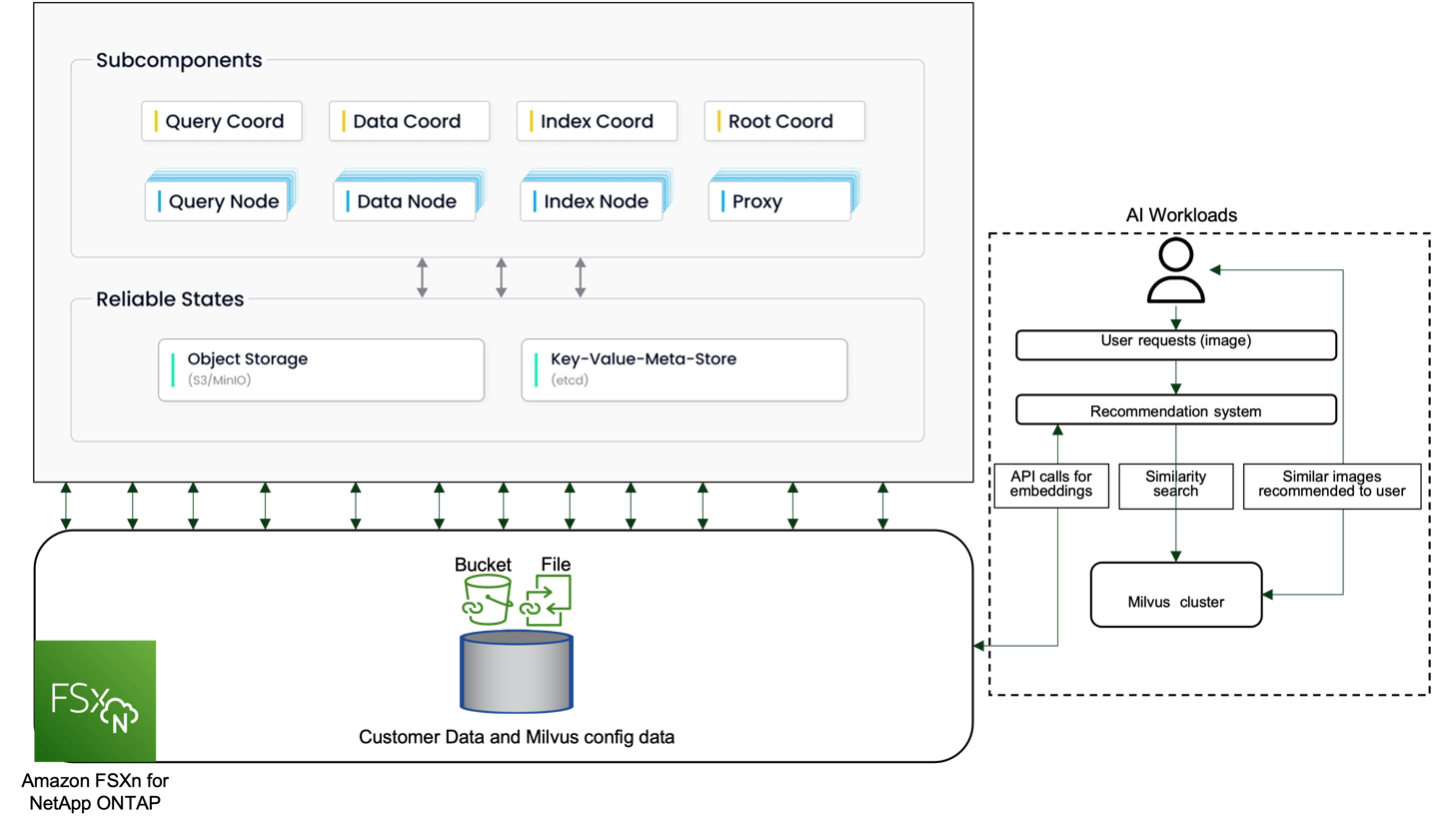 Subcomponents
Query Coord
Data Coord
Index Coord
Root Coord
Query Node
Data Node
Index Node
Proxy
Reliable States
Object Storage
(S3/MinIO)
Key-Value-Meta-Store
(etcd)
Bucket
File
Customer Data and Milvus config data
FSx
N
Amazon FSXn for
NetApp ONTAP
AI Workloads
User requests (image)
Recommendation system
API calls for
embeddings
Similarity
search
Similar images
recommended to user
Milvus cluster